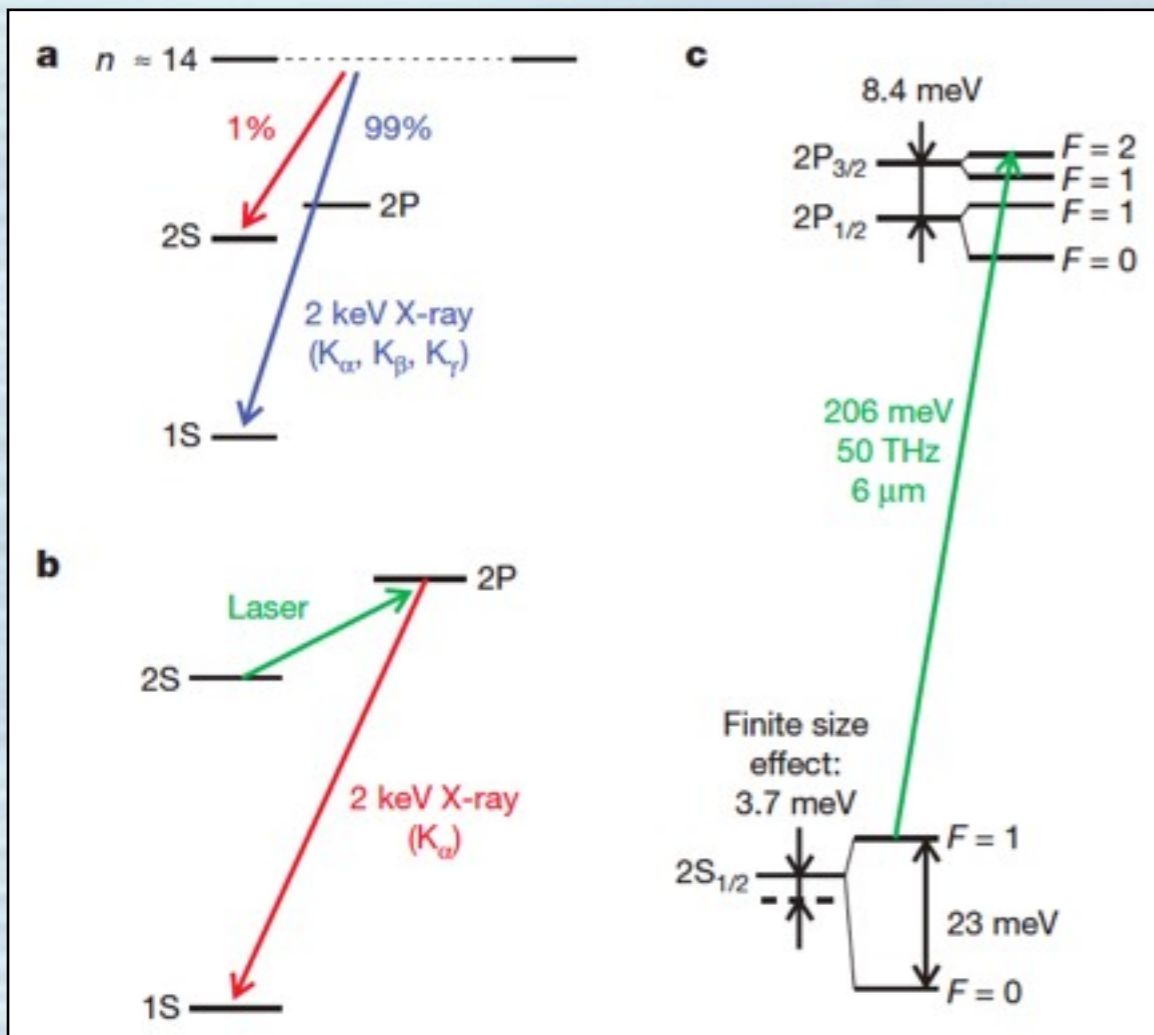 a
n ≈ 14
1%
99%
2P
2S
2 keV X-ray
(Kα, Kβ, Kγ)
1S
b
2P
Laser
2S
2 keV X-ray
(Kα)
1S
c
8.4 meV
2P3/2
F = 2
F = 1
2P1/2
F = 1
F = 0
206 meV
50 THz
6 μm
Finite size
effect:
3.7 meV
2S1/2
F = 1
23 meV
F = 0